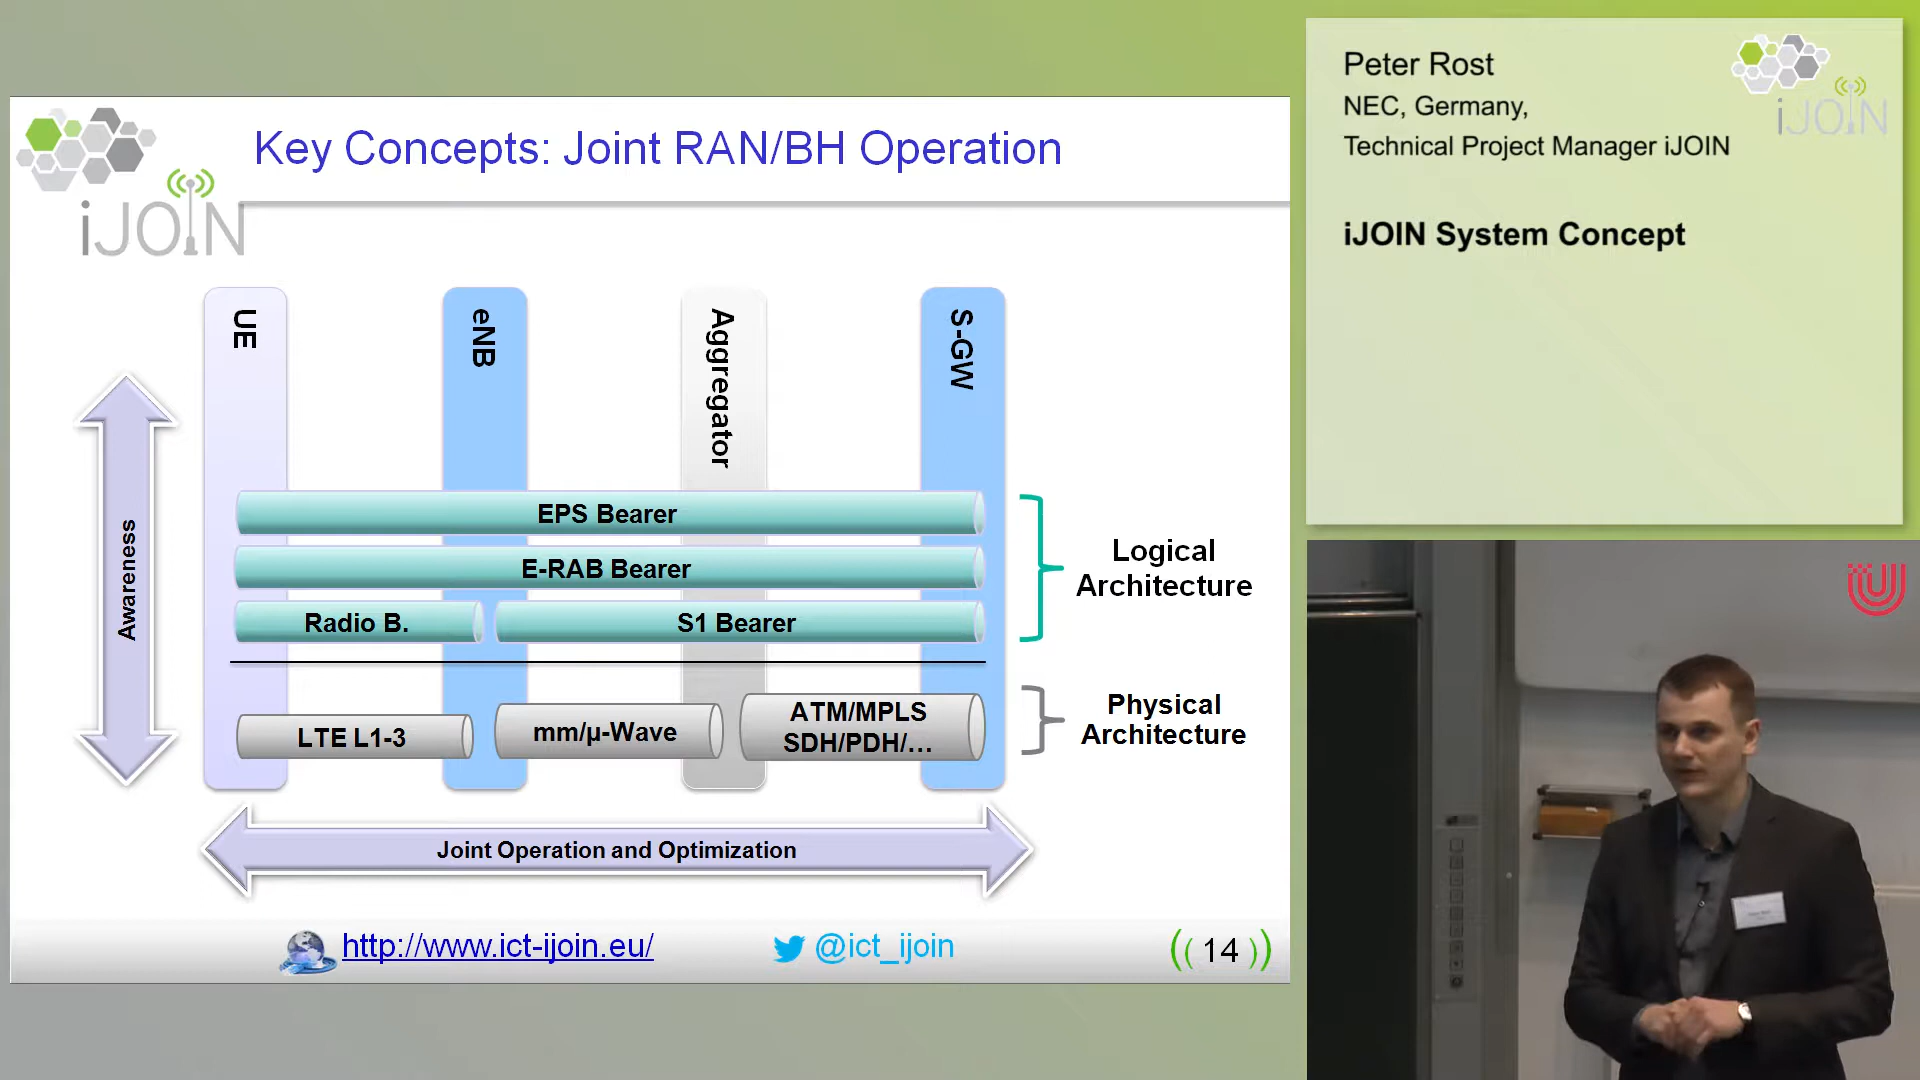 Key Concepts: Joint RAN/BH Operation
iJOIN
UE
eNB
Aggregator
S-GW
Awareness
EPS Bearer
E-RAB Bearer
Radio B.
S1 Bearer
Logical
Architecture
LTE L1-3
mm/µ-Wave
ATM/MPLS
SDH/PDH/...
Physical
Architecture
Joint Operation and Optimization
http://www.ict-ijoin.eu/
@ict_ijoin
((14))
Peter Rost
NEC, Germany,
Technical Project Manager iJOIN
iJOIN
iJOIN System Concept